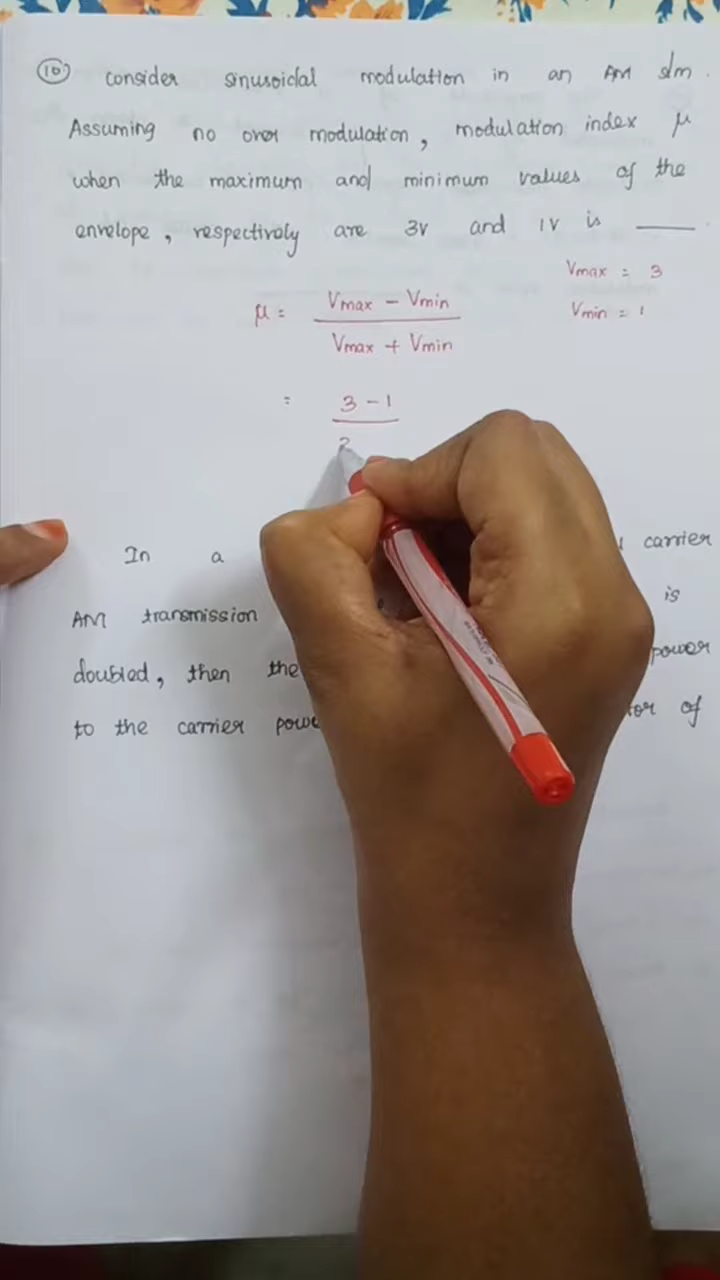 10. consider sinusoidal modulation in an AM s/m.
Assuming no over modulation, modulation index μ
when the maximum and minimum values of the
envelope, respectively are 3V and 1V is ____.
Vmax = 3
Vmin = 1
μ = Vmax - Vmin
Vmax + Vmin
= 3 - 1
In a carrier
AM transmission is
doubled, then the power
to the carrier of